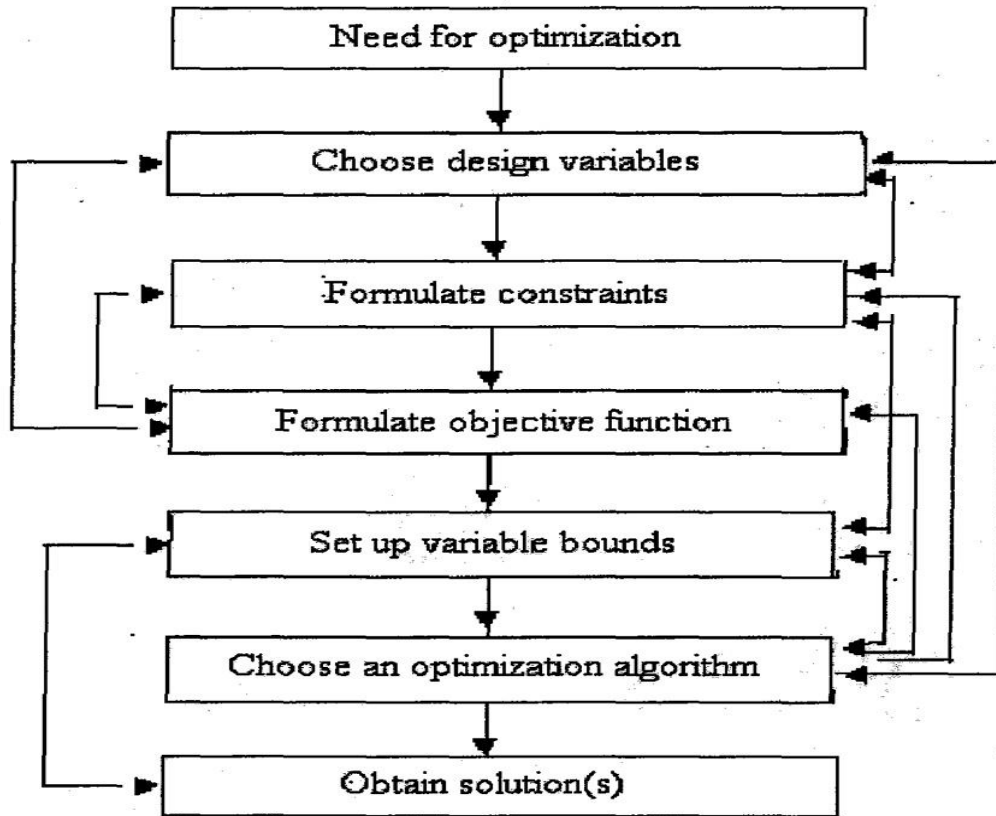 Need for optimization
Choose design variables
Formulate constraints
Formulate objective function
Set up variable bounds
Choose an optimization algorithm
Obtain solution(s)